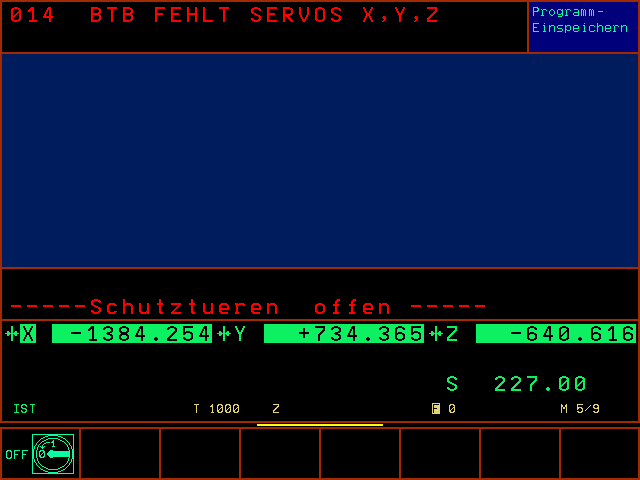 014 BTB FEHLT SERVOS X,Y,Z
Programm-
Einspeichern
-----Schutztueren offen -----
X -1384.254 Y +734.365 Z -640.616
S 227.00
IST T 1000 Z F 0 M 5/9
OFF 0 1